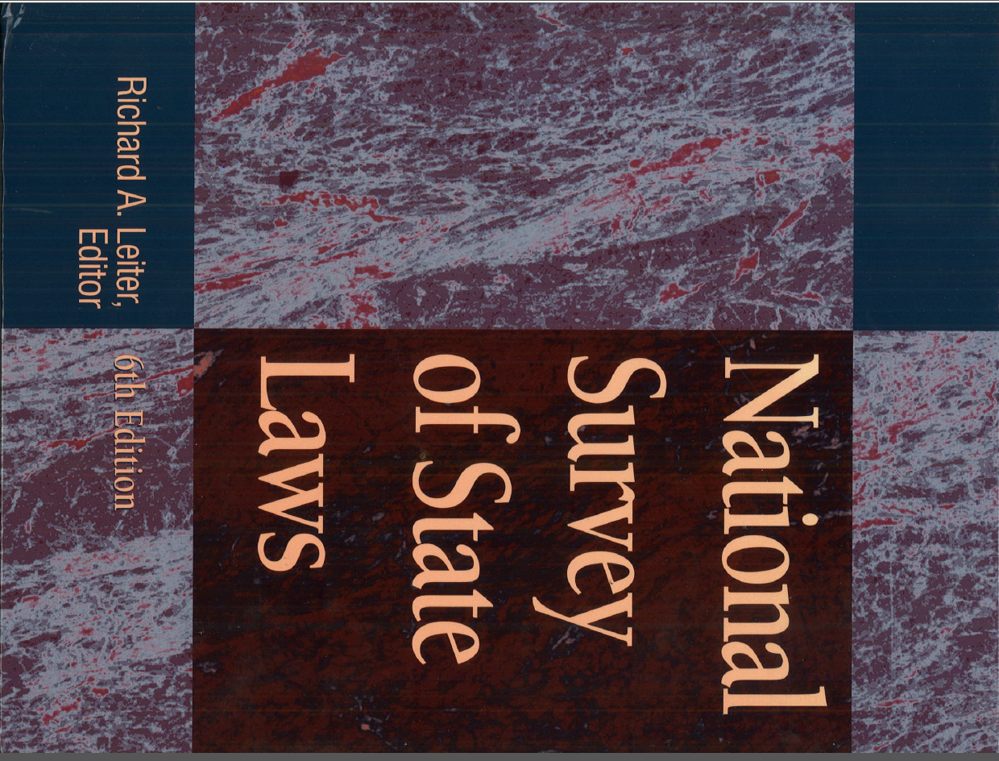 National
Survey
of State
Laws
Richard A. Leiter,
Editor
6th Edition